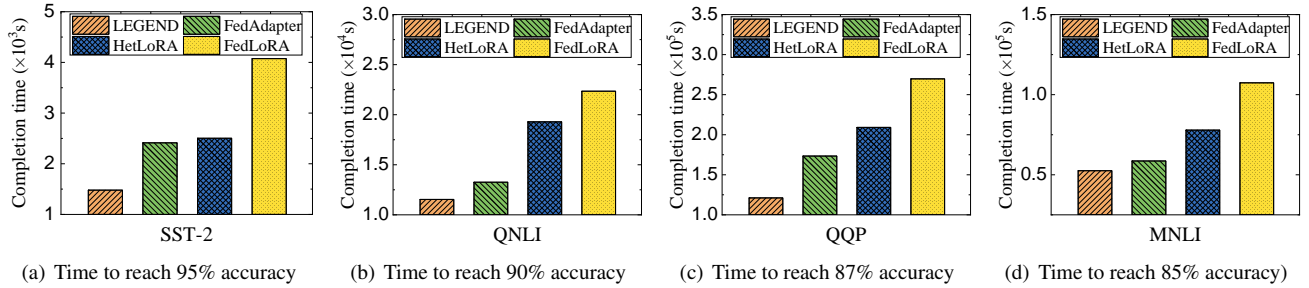 Completion time (×10³s)
5
4
3
2
1
LEGEND FedAdapter
HetLoRA FedLoRA
SST-2
(a) Time to reach 95% accuracy
Completion time (×10⁴s)
3.0
2.5
2.0
1.5
1.0
LEGEND FedAdapter
HetLoRA FedLoRA
QNLI
(b) Time to reach 90% accuracy
Completion time (×10⁵s)
3.5
3.0
2.5
2.0
1.5
1.0
LEGEND FedAdapter
HetLoRA FedLoRA
QQP
(c) Time to reach 87% accuracy
Completion time (×10⁵s)
1.5
1.0
0.5
LEGEND FedAdapter
HetLoRA FedLoRA
MNLI
(d) Time to reach 85% accuracy)